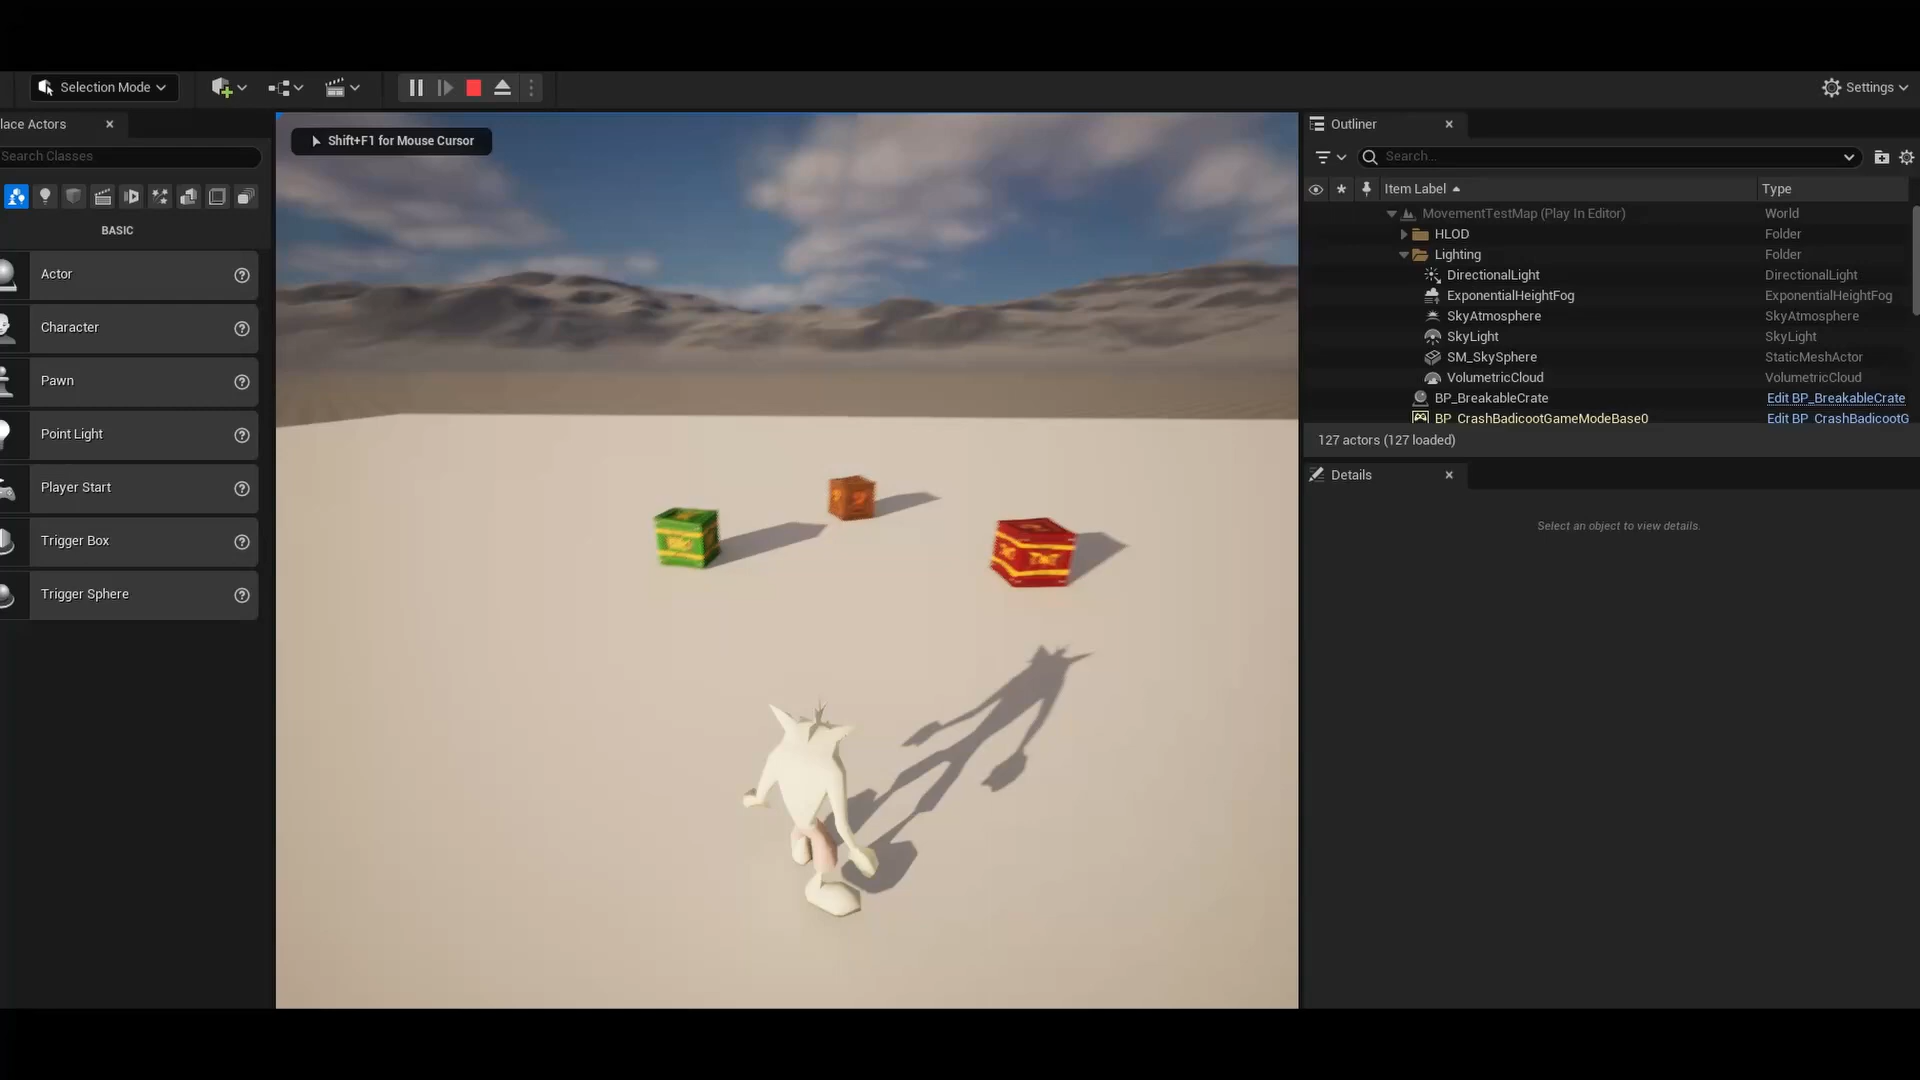 Selection Mode
Settings
lace Actors
Search Classes
BASIC
Actor
Character
Pawn
Point Light
Player Start
Trigger Box
Trigger Sphere
Shift+F1 for Mouse Cursor
Outliner
Search...
Item Label Type
MovementTestMap (Play In Editor) World
HLOD Folder
Lighting Folder
DirectionalLight DirectionalLight
ExponentialHeightFog ExponentialHeightFog
SkyAtmosphere SkyAtmosphere
SkyLight SkyLight
SM_SkySphere StaticMeshActor
VolumetricCloud VolumetricCloud
BP_BreakableCrate Edit BP_BreakableCrate
BP_CrashBadicootGameModeBase0 Edit BP_CrashBadicootG
127 actors (127 loaded)
Details
Select an object to view details.